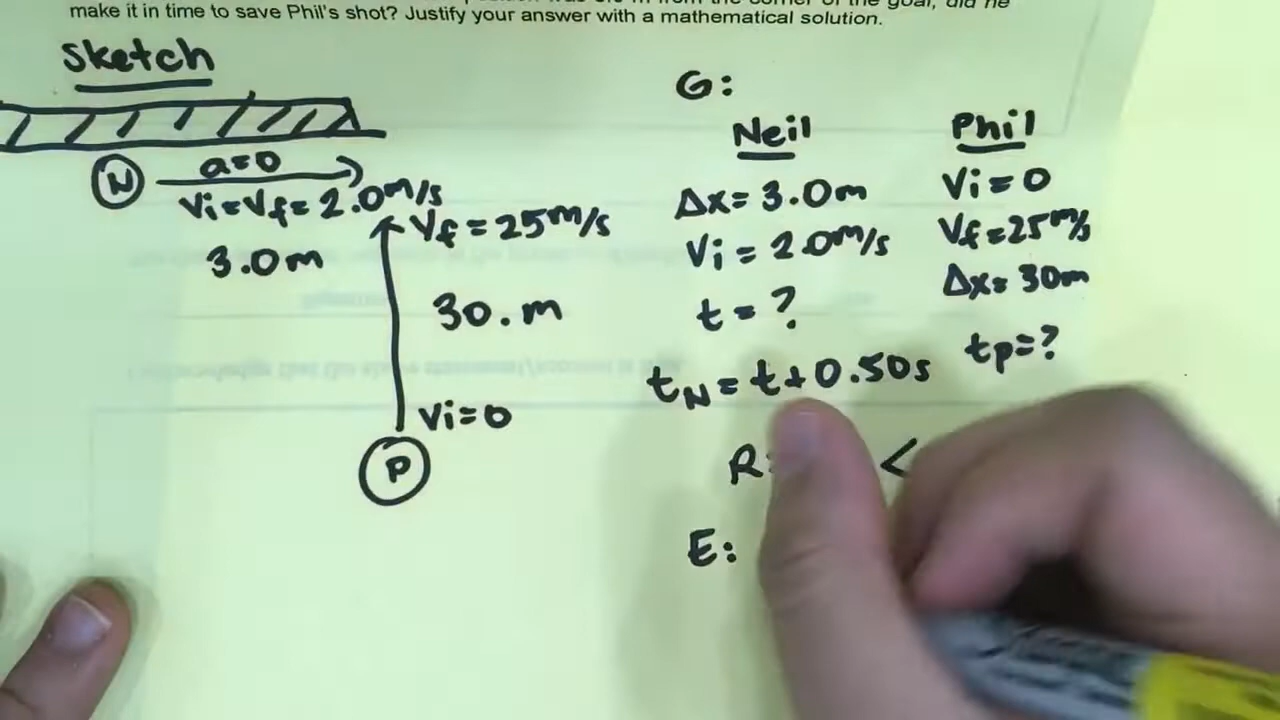 make it in time to save Phil's shot? Justify your answer with a mathematical solution.
Sketch
N
a=0
Vi=Vf=2.0m/s
3.0m
Vf=25m/s
30.m
Vi=0
P
G:
Neil
Δx=3.0m
Vi=2.0m/s
t=?
tN=t+0.50s
Phil
Vi=0
Vf=25m/s
Δx=30m
tp=?
R: <
E: